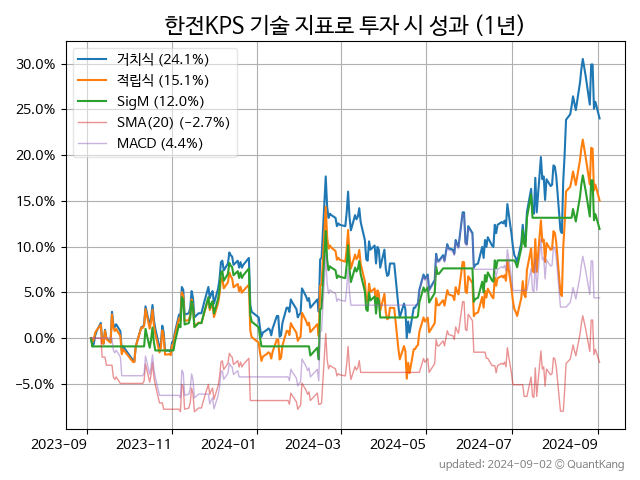 한전KPS 기술 지표로 투자 시 성과 (1년)
거치식 (24.1%)
적립식 (15.1%)
SigM (12.0%)
SMA(20) (-2.7%)
MACD (4.4%)
30.0%
25.0%
20.0%
15.0%
10.0%
5.0%
0.0%
−5.0%
2023-09 2023-11 2024-01 2024-03 2024-05 2024-07 2024-09
updated: 2024-09-02 © QuantKang